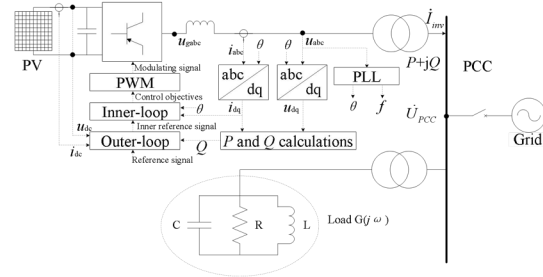 u_gabc
i_abc
θ
u_abc
İ_inv
P+jQ
PV
Modulating signal
PWM
abc
dq
abc
dq
PLL
PCC
Control objectives
Inner-loop
θ
i_dq
u_dq
θ
f
U̇_PCC
Inner reference signal
u_dc
Outer-loop
Q
P and Q calculations
Grid
i_dc
Reference signal
C
R
L
Load G(jω)